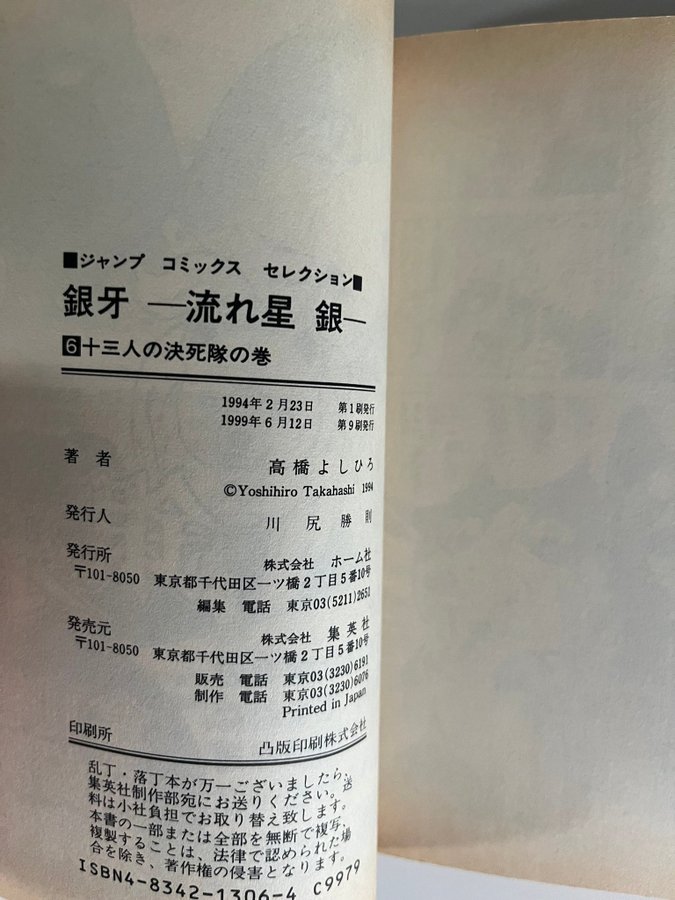 ■ジャンプ コミックス セレクション■
銀牙 ―流れ星 銀―
6十三人の決死隊の巻
1994年2月23日 第1刷発行
1999年6月12日 第9刷発行
著者 高橋よしひろ
©Yoshihiro Takahashi 1994
発行人 川尻勝則
発行所 株式会社 ホーム社
〒101-8050 東京都千代田区一ツ橋2丁目5番10号
編集 電話 東京03(5211)2651
発売元 株式会社 集英社
〒101-8050 東京都千代田区一ツ橋2丁目5番10号
販売 電話 東京03(3230)6191
制作 電話 東京03(3230)6076
Printed in Japan
印刷所 凸版印刷株式会社
乱丁・落丁本が万一ございましたら、
集英社制作部宛にお送りください。送
料は小社負担でお取り替え致します。
本書の一部または全部を無断で複写、
複製することは、法律で認められた場
合を除き、著作権の侵害となります。
ISBN4-8342-1306-4 C9979